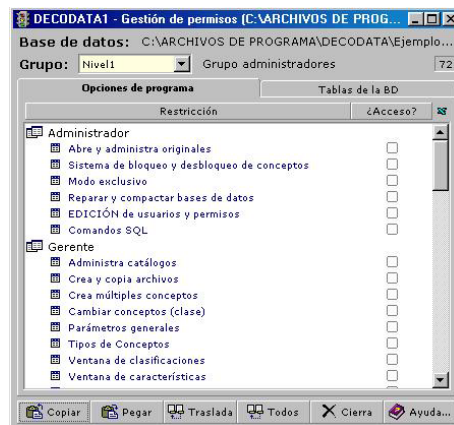 DECODATA1 - Gestión de permisos (C:\ARCHIVOS DE PROG...
Base de datos: C:\ARCHIVOS DE PROGRAMA\DECODATA\Ejemplo...
Grupo: Nivel1 Grupo administradores 72
Opciones de programa Tablas de la BD
Restricción ¿Acceso?
Administrador
Abre y administra originales
Sistema de bloqueo y desbloqueo de conceptos
Modo exclusivo
Reparar y compactar bases de datos
EDICIÓN de usuarios y permisos
Comandos SQL
Gerente
Administra catálogos
Crea y copia archivos
Crea múltiples conceptos
Cambiar conceptos (clase)
Parámetros generales
Tipos de Conceptos
Ventana de clasificaciones
Ventana de características
Copiar Pegar Traslada Todos Cierra Ayuda...